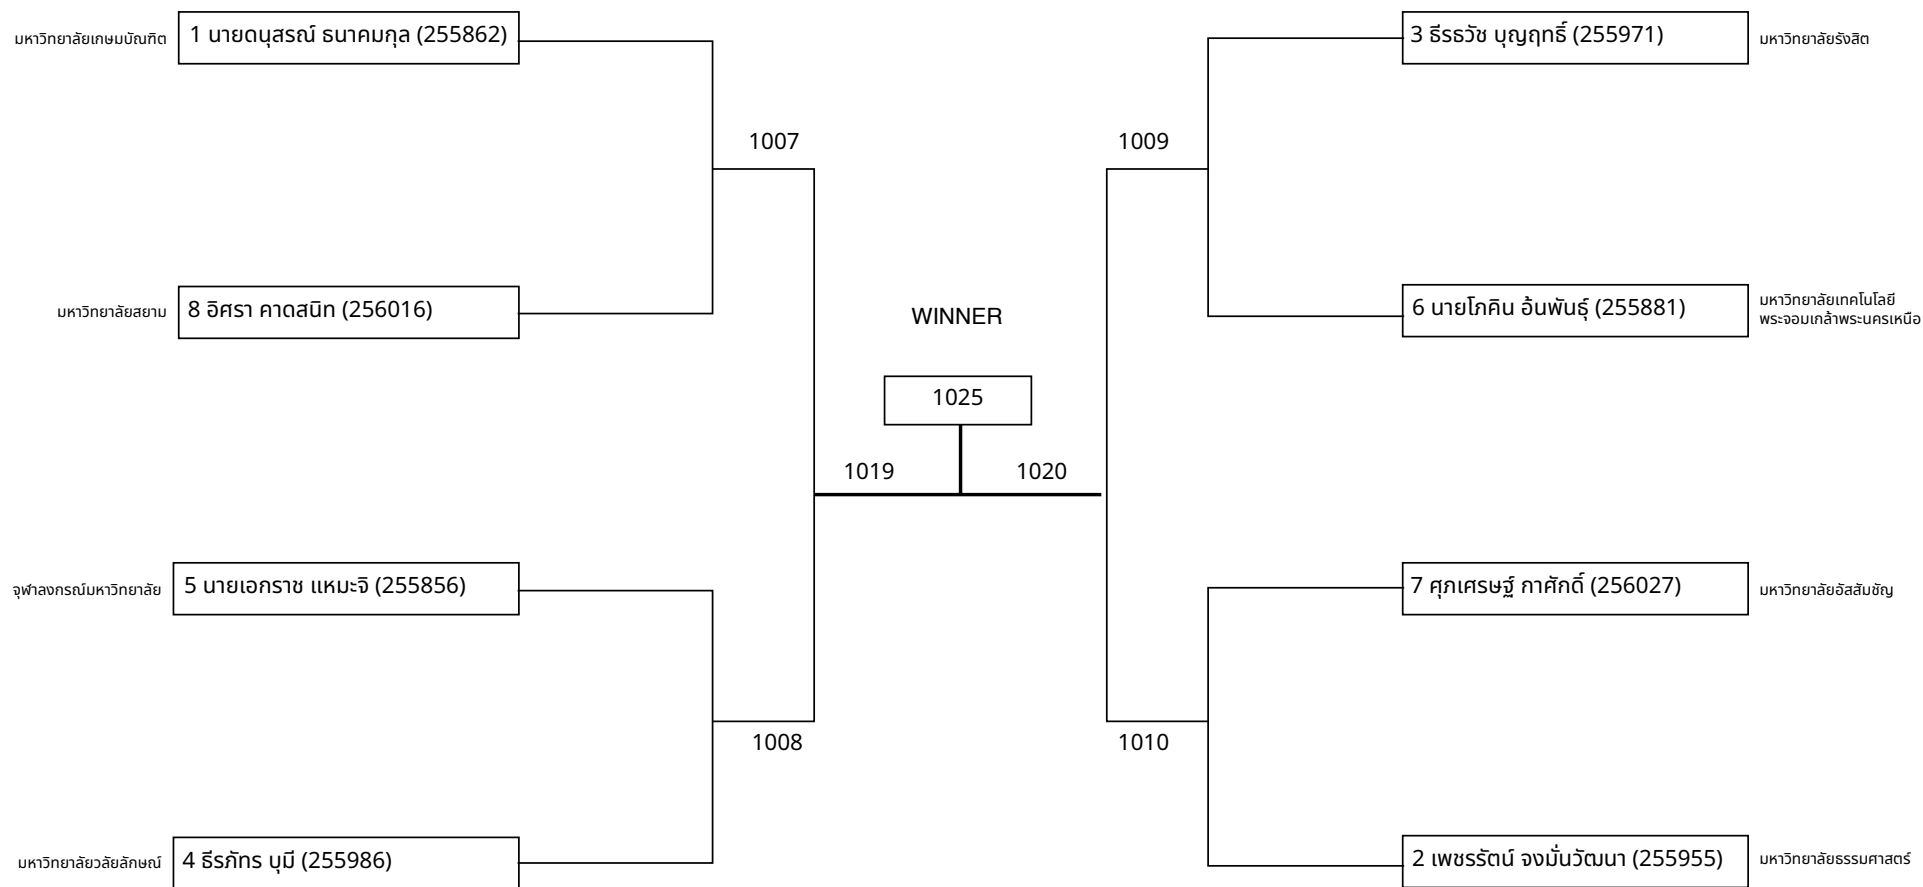 มหาวิทยาลัยเกษมบัณฑิต
1 นายดนุสรณ์ ธนาคมกุล (255862)
3 ธีรธวัช บุญฤทธิ์ (255971)
มหาวิทยาลัยรังสิต
1007
1009
มหาวิทยาลัยสยาม
8 อิศรา คาดสนิท (256016)
WINNER
6 นายโภคิน อ้นพันธุ์ (255881)
มหาวิทยาลัยเทคโนโลยี
พระจอมเกล้าพระนครเหนือ
1025
1019
1020
จุฬาลงกรณ์มหาวิทยาลัย
5 นายเอกราช แหมะจิ (255856)
7 ศุภเศรษฐ์ กาศักดิ์ (256027)
มหาวิทยาลัยอัสสัมชัญ
1008
1010
มหาวิทยาลัยวลัยลักษณ์
4 ธีรภัทร บุมี (255986)
2 เพชรรัตน์ จงมั่นวัฒนา (255955)
มหาวิทยาลัยธรรมศาสตร์